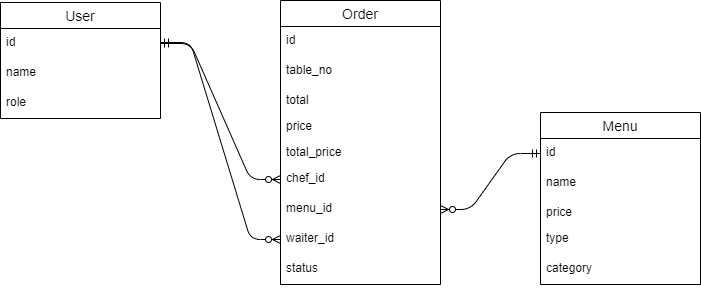 User
id
name
role
Order
id
table_no
total
price
total_price
chef_id
menu_id
waiter_id
status
Menu
id
name
price
type
category